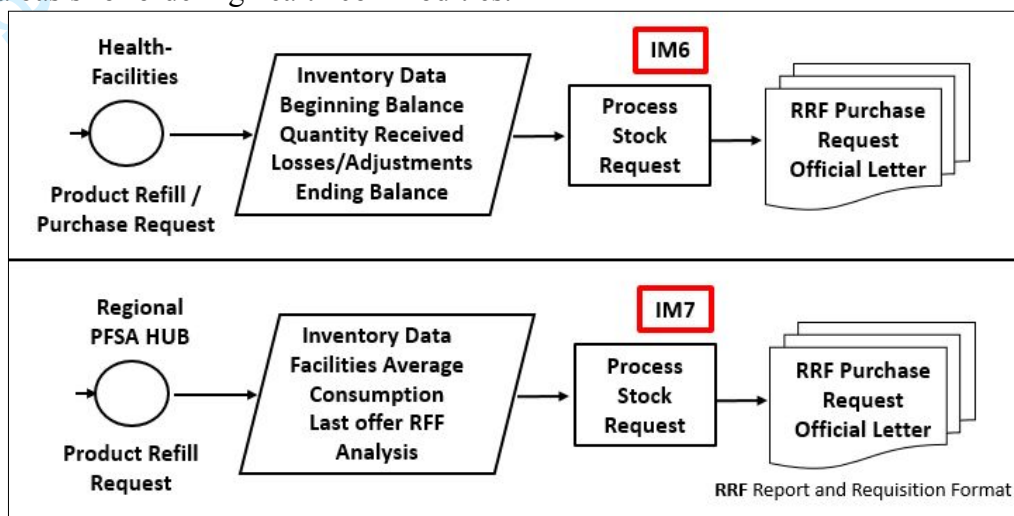 Health-
Facilities
Product Refill /
Purchase Request
Inventory Data
Beginning Balance
Quantity Received
Losses/Adjustments
Ending Balance
IM6
Process
Stock
Request
RRF Purchase
Request
Official Letter
Regional
PFSA HUB
Product Refill
Request
Inventory Data
Facilities Average
Consumption
Last offer RFF
Analysis
IM7
Process
Stock
Request
RRF Purchase
Request
Official Letter
RRF Report and Requisition Format